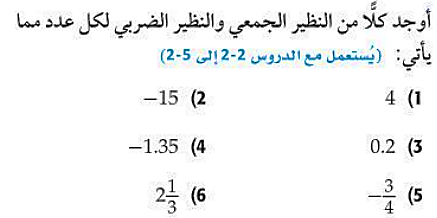 أوجد كلًّا من النظير الجمعي والنظير الضربي لكل عدد مما
يأتي: (يُستعمل مع الدروس 2-2 إلى 5-2)
1) 4 2) −15
3) 0.2 4) −1.35
5) −3/4 6) 2 1/3